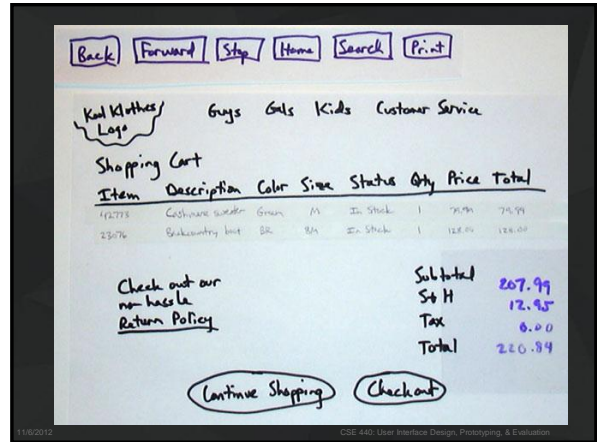 Back Forward Stop Home Search Print
Kool Klothes Logo
Guys Gals Kids Customer Service
Shopping Cart
Item Description Color Size Status Qty Price Total
42773 Cashmere sweater Green M In Stock 1 79.99 79.99
23076 Backcountry boot BR In Stock 1 128.00 128.00
Check out our
no hassle
Return Policy
Subtotal 207.99
S+H 12.95
Tax 0.00
Total 220.89
Continue Shopping Checkout
11/6/2012 CSE 440: User Interface Design, Prototyping, & Evaluation